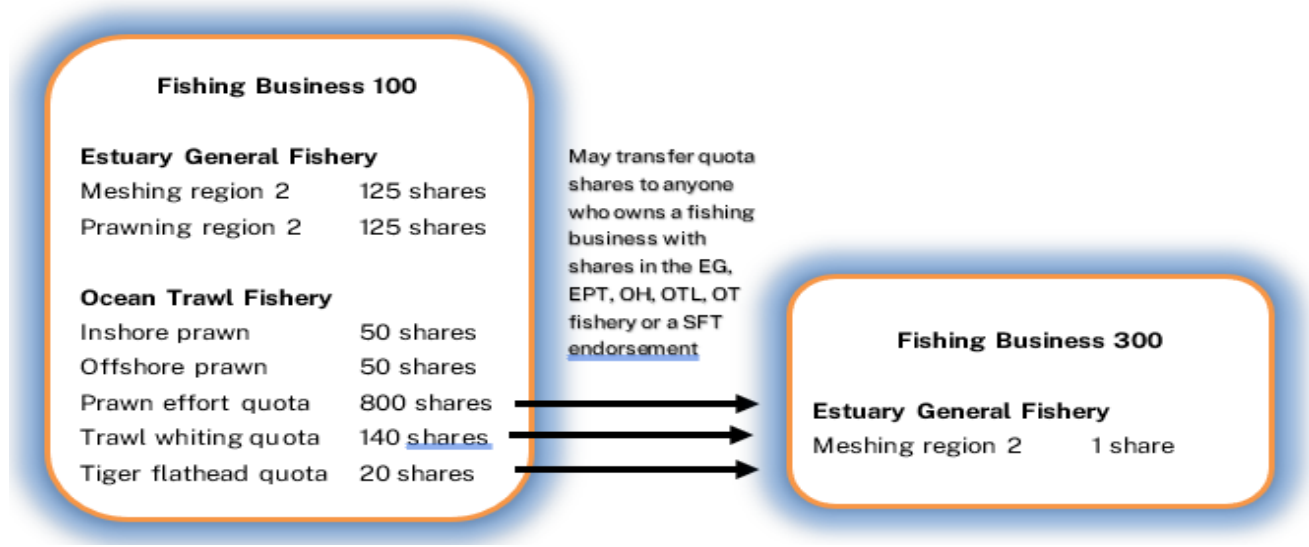 Fishing Business 100
Estuary General Fishery
Meshing region 2 125 shares
Prawning region 2 125 shares
Ocean Trawl Fishery
Inshore prawn 50 shares
Offshore prawn 50 shares
Prawn effort quota 800 shares
Trawl whiting quota 140 shares
Tiger flathead quota 20 shares
May transfer quota
shares to anyone
who owns a fishing
business with
shares in the EG,
EPT, OH, OTL, OT
fishery or a SFT
endorsement
Fishing Business 300
Estuary General Fishery
Meshing region 2 1 share